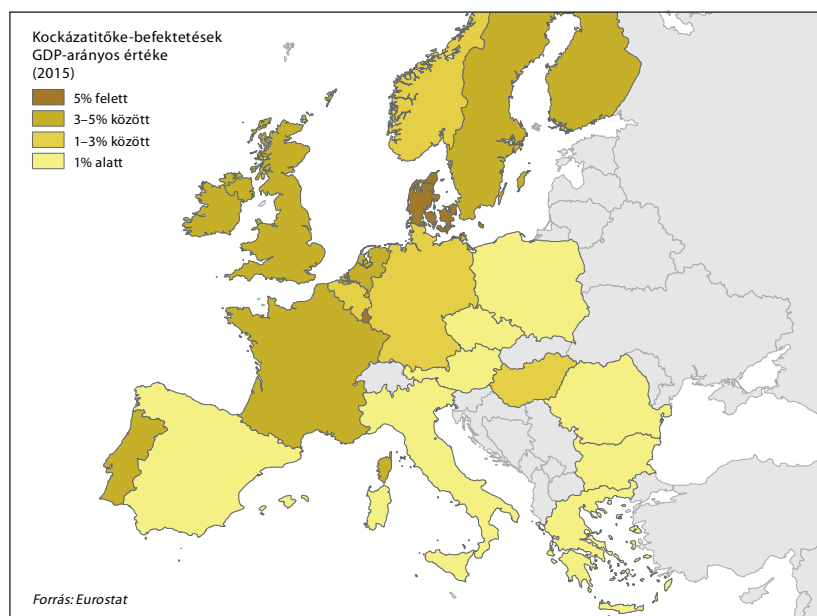 Kockázatitőke-befektetések
GDP-arányos értéke
(2015)
5% felett
3–5% között
1–3% között
1% alatt
Forrás: Eurostat